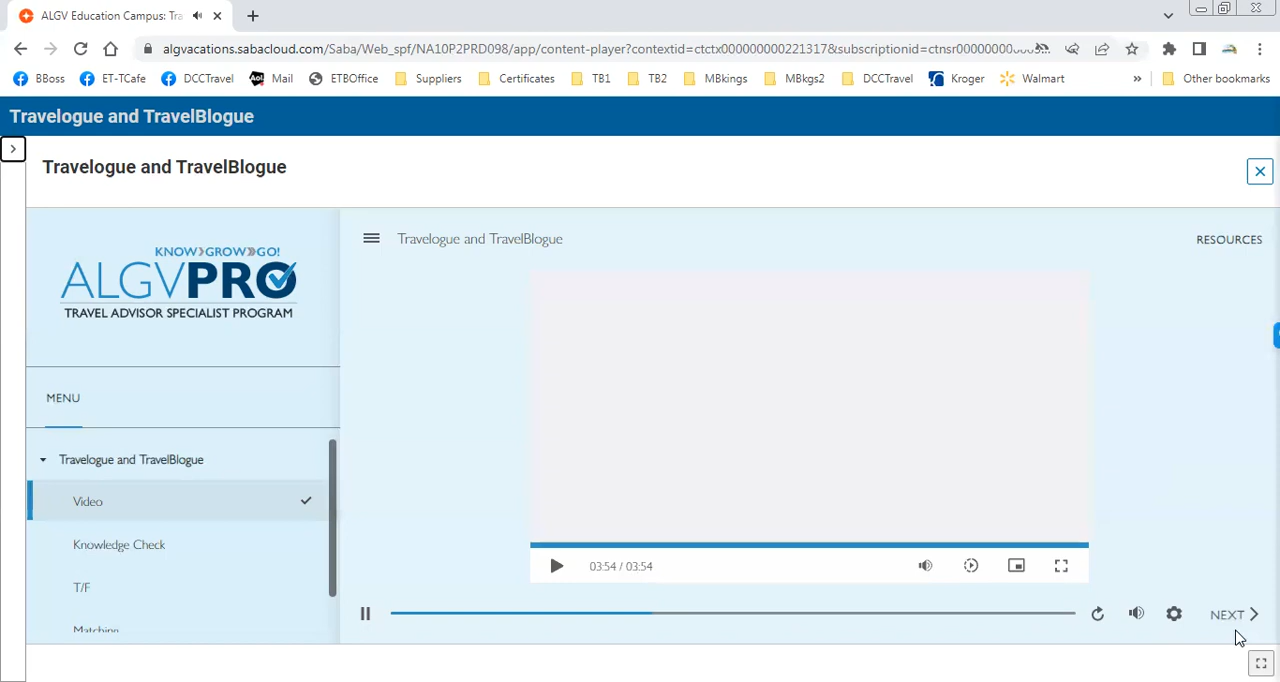 ALGV Education Campus: Tra
algvacations.sabacloud.com/Saba/Web_spf/NA10P2PRD098/app/content-player?contextid=ctctx000000000221317&subscriptionid=ctnsr00000000
BBoss ET-TCafe DCCTravel Aol Mail ETBOffice Suppliers Certificates TB1 TB2 MBkings MBkgs2 DCCTravel Kroger Walmart » Other bookmarks
Travelogue and TravelBlogue
Travelogue and TravelBlogue
KNOW GROW GO!
Travelogue and TravelBlogue RESOURCES
ALGVPRO
TRAVEL ADVISOR SPECIALIST PROGRAM
MENU
Travelogue and TravelBlogue
Video
Knowledge Check
T/F
Matching
03:54 / 03:54
NEXT